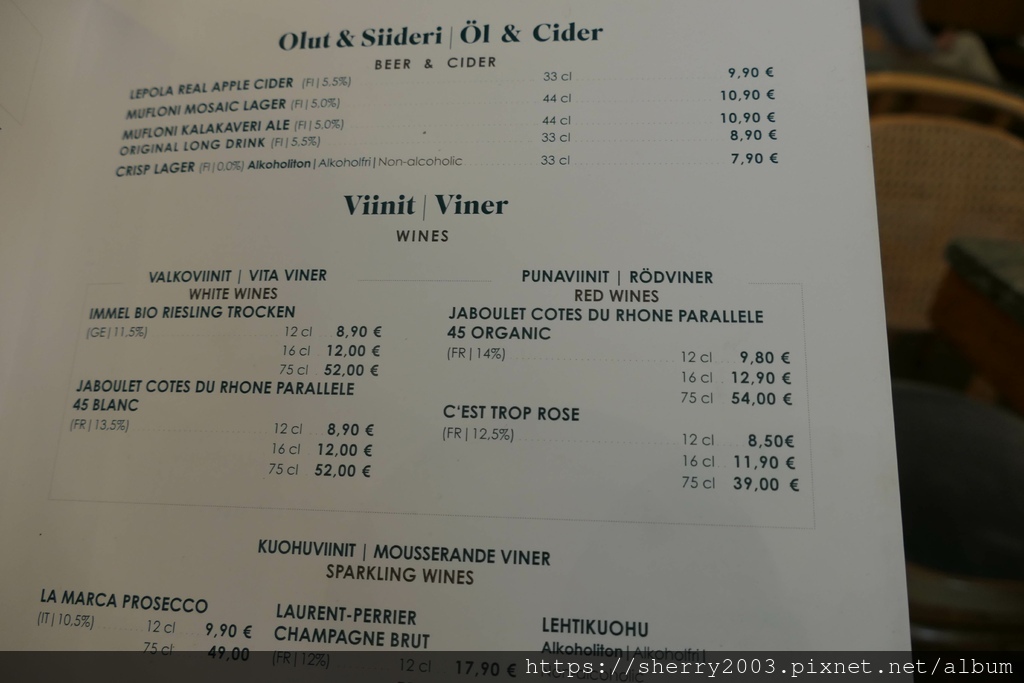 Olut & Siideri | Öl & Cider
BEER & CIDER
LEPOLA REAL APPLE CIDER (FI|5.5%) 33 cl 9,90 €
MUFLONI MOSAIC LAGER (FI|5.0%) 44 cl 10,90 €
MUFLONI KALAKAVERI ALE (FI|5,0%) 44 cl 10,90 €
ORIGINAL LONG DRINK (FI|5.5%) 33 cl 8,90 €
CRISP LAGER (FI|0.0%) Alkoholiton|Alkoholfri|Non-alcoholic 33 cl 7,90 €
Viinit | Viner
WINES
VALKOVIINIT | VITA VINER
WHITE WINES
IMMEL BIO RIESLING TROCKEN
(GE|11,5%) 12 cl 8,90 €
16 cl 12,00 €
75 cl 52,00 €
JABOULET COTES DU RHONE PARALLELE
45 BLANC
(FR|13,5%) 12 cl 8,90 €
16 cl 12,00 €
75 cl 52,00 €
PUNAVIINIT | RÖDVINER
RED WINES
JABOULET COTES DU RHONE PARALLELE
45 ORGANIC
(FR|14%) 12 cl 9,80 €
16 cl 12,90 €
75 cl 54,00 €
C'EST TROP ROSE
(FR|12,5%) 12 cl 8,50€
16 cl 11,90 €
75 cl 39,00 €
KUOHUVIINIT | MOUSSERANDE VINER
SPARKLING WINES
LA MARCA PROSECCO
(IT|10,5%) 12 cl 9,90 €
75 cl 49,00
LAURENT-PERRIER
CHAMPAGNE BRUT
(FR|12%) 12 cl 17,90 €
LEHTIKUOHU
Alkoholiton|Alkoholfri|
Non-alcoholic
https://sherry2003.pixnet.net/album